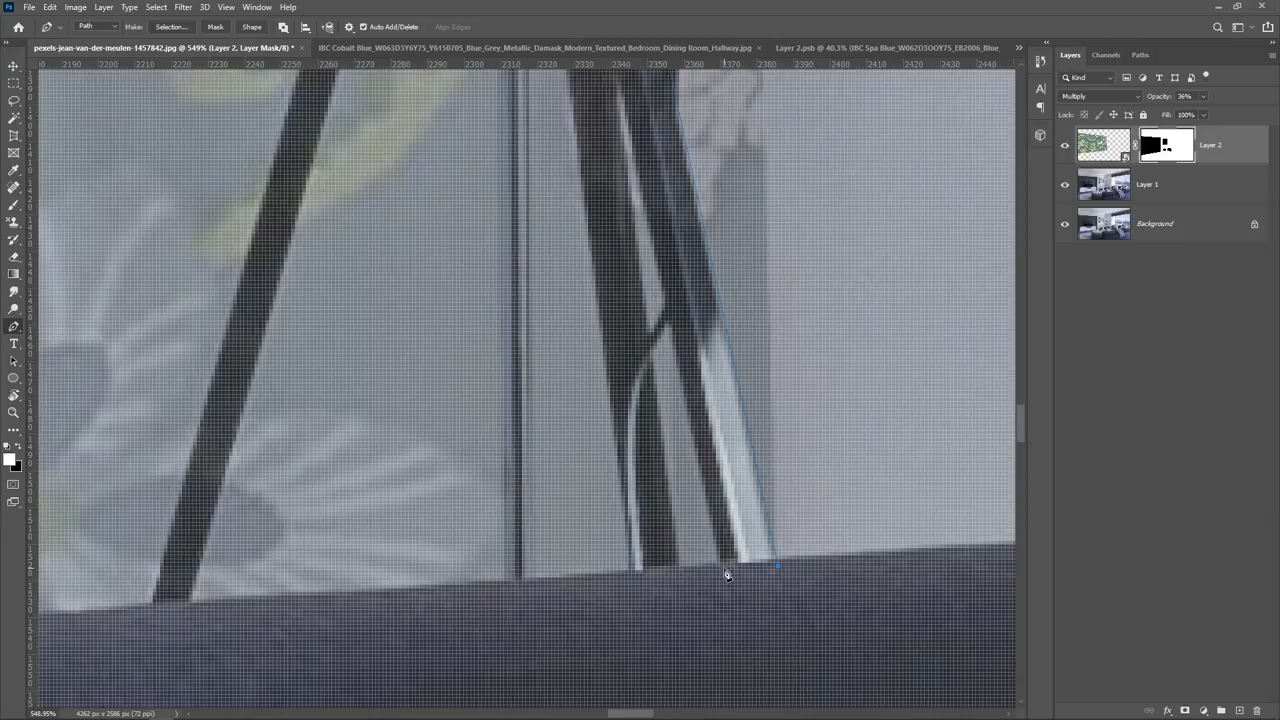 File Edit Image Layer Type Select Filter 3D View Window Help
Path Make: Selection... Mask Shape Auto Add/Delete Align Edges
pexels-jean-van-der-meulen-1457842.jpg @ 549% (Layer 2, Layer Mask/8) *
IBC Cobalt Blue_W063D3Y6Y75_Y6150705_Blue_Grey_Metallic_Damask_Modern_Textured_Bedroom_Dining Room_Hallway.jpg
Layer 2.psb @ 40,3% (IBC Spa Blue_W062D3OOY75_EB2006_Blue_
2190 2200 2210 2220 2230 2240 2250 2260 2270 2280 2290 2300 2310 2320 2330 2340 2350 2360 2370 2380 2390 2400 2410 2420 2430 2440
Layers Channels Paths
Kind
Multiply Opacity: 36%
Lock: Fill: 100%
Layer 2
Layer 1
Background
548.95% 4262 px x 2586 px (72 ppi)